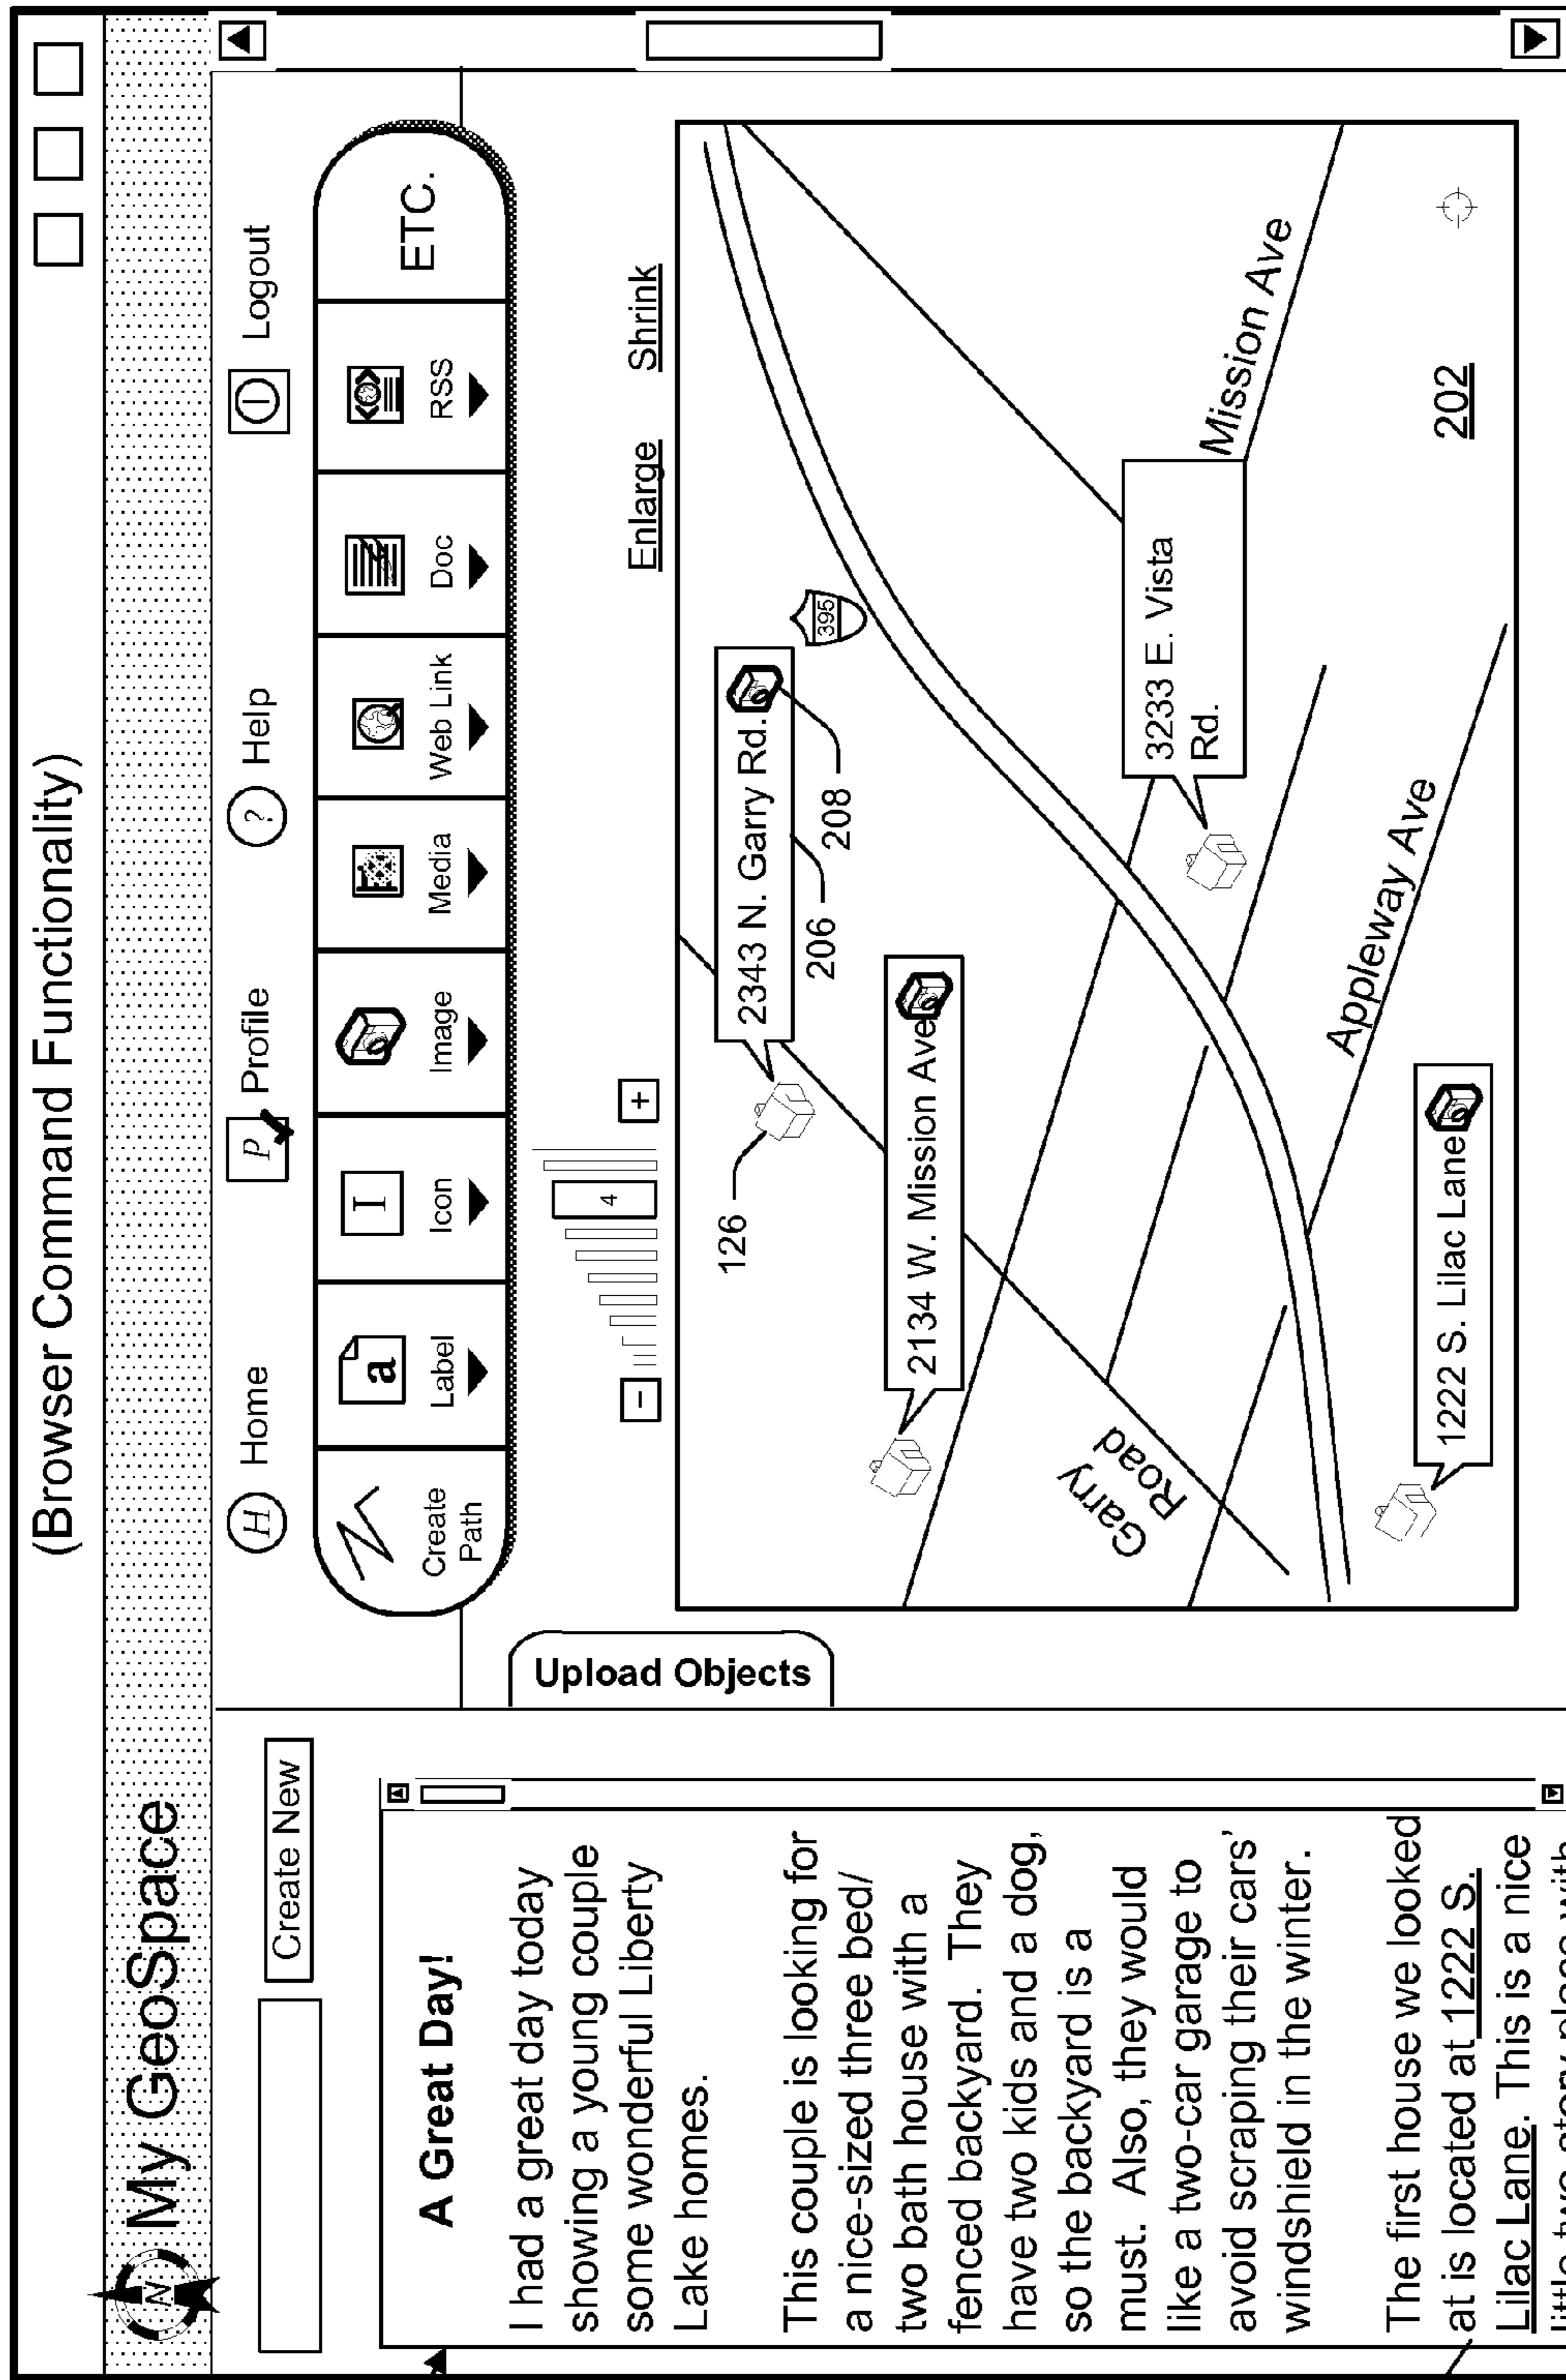 (Browser Command Functionality)
N
My GeoSpace
Create New
H Home
P Profile
? Help
Logout
Create
Path
a
Label
I
Icon
Image
Media
Web Link
Doc
RSS
ETC.
Upload Objects
−
4
+
Enlarge
Shrink
A Great Day!
I had a great day today
showing a young couple
some wonderful Liberty
Lake homes.
This couple is looking for
a nice-sized three bed/
two bath house with a
fenced backyard. They
have two kids and a dog,
so the backyard is a
must. Also, they would
like a two-car garage to
avoid scraping their cars’
windshield in the winter.
The first house we looked
at is located at 1222 S.
Lilac Lane. This is a nice
little two story place with
126
2343 N. Garry Rd.
206
208
395
2134 W. Mission Ave
Garry
Road
3233 E. Vista
Rd.
Mission Ave
Appleway Ave
1222 S. Lilac Lane
202